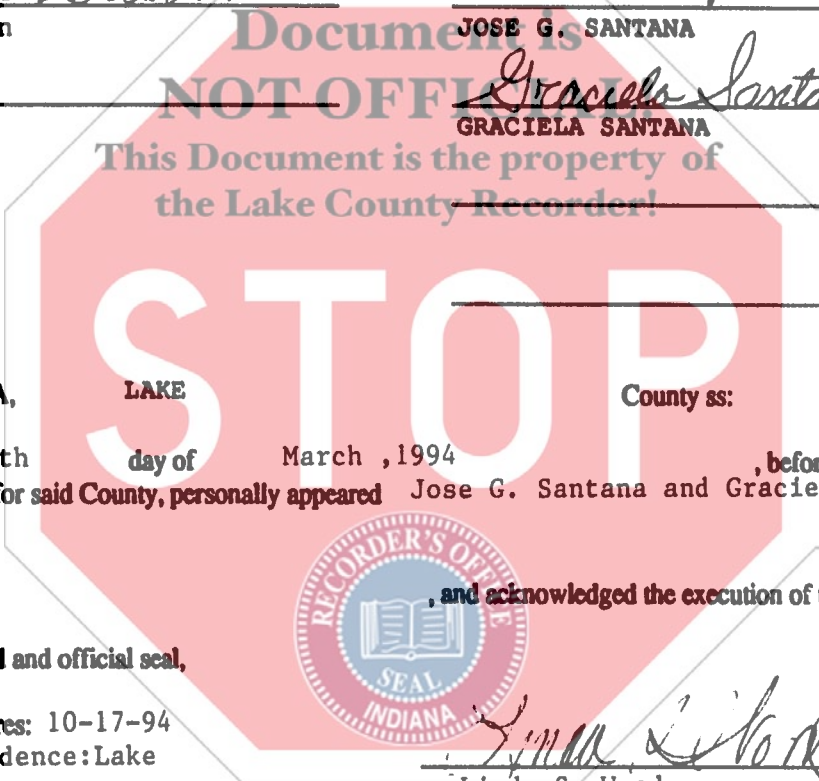 n
Document is
JOSE G. SANTANA
NOT OFFICIAL!
Graciela Santa
GRACIELA SANTANA
This Document is the property of
the Lake County Recorder!
STOP
A, LAKE County ss:
th day of March ,1994 , befor
or said County, personally appeared Jose G. Santana and Gracie
, and acknowledged the execution of
l and official seal,
es: 10-17-94
dence:Lake
RECORDER'S OFFICE
SEAL
INDIANA